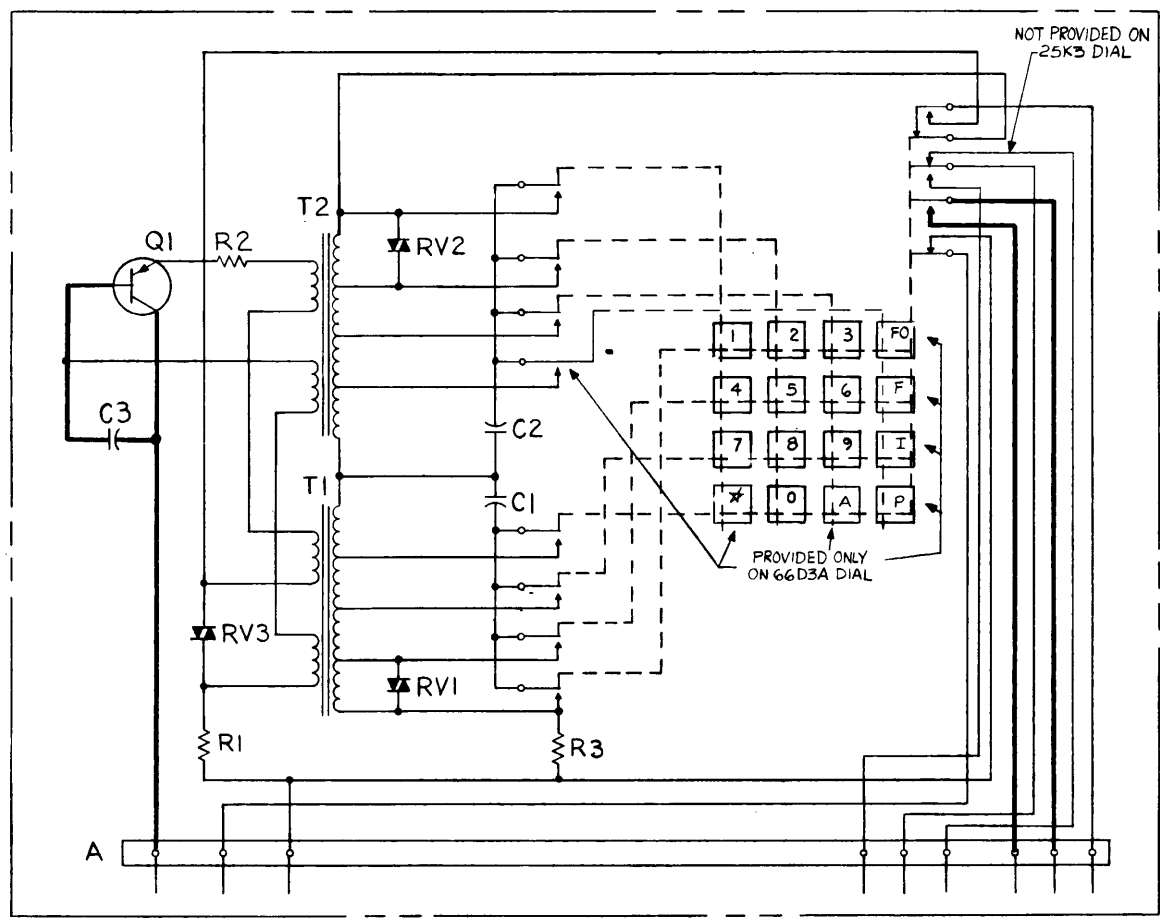 NOT PROVIDED ON
25K3 DIAL
T2
Q1
R2
RV2
1 2 3 FO
C3
4 5 6 F
C2
7 8 9 I
T1
C1
* 0 A P
PROVIDED ONLY
ON 66D3A DIAL
RV3
RV1
R1
R3
A